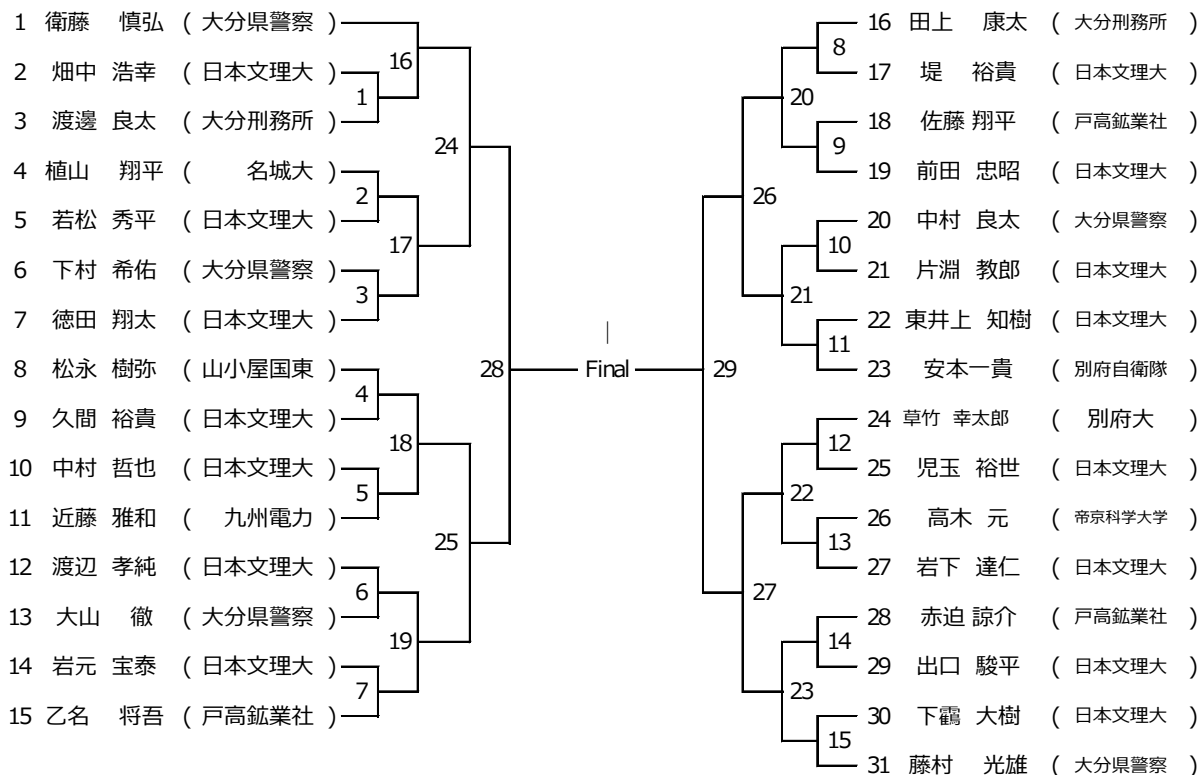 1 衛藤 慎弘 ( 大分県警察 )
2 畑中 浩幸 ( 日本文理大 )
3 渡邊 良太 ( 大分刑務所 )
4 植山 翔平 ( 名城大 )
5 若松 秀平 ( 日本文理大 )
6 下村 希佑 ( 大分県警察 )
7 徳田 翔太 ( 日本文理大 )
8 松永 樹弥 ( 山小屋国東 )
9 久間 裕貴 ( 日本文理大 )
10 中村 哲也 ( 日本文理大 )
11 近藤 雅和 ( 九州電力 )
12 渡辺 孝純 ( 日本文理大 )
13 大山 徹 ( 大分県警察 )
14 岩元 宝泰 ( 日本文理大 )
15 乙名 将吾 ( 戸高鉱業社 )
1
2
3
4
5
6
7
16
17
18
19
24
25
28
Final
29
26
27
20
21
22
23
8
9
10
11
12
13
14
15
16 田上 康太 ( 大分刑務所 )
17 堤 裕貴 ( 日本文理大 )
18 佐藤 翔平 ( 戸高鉱業社 )
19 前田 忠昭 ( 日本文理大 )
20 中村 良太 ( 大分県警察 )
21 片淵 教郎 ( 日本文理大 )
22 東井上 知樹 ( 日本文理大 )
23 安本一貴 ( 別府自衛隊 )
24 草竹 幸太郎 ( 別府大 )
25 児玉 裕世 ( 日本文理大 )
26 高木 元 ( 帝京科学大学 )
27 岩下 達仁 ( 日本文理大 )
28 赤迫 諒介 ( 戸高鉱業社 )
29 出口 駿平 ( 日本文理大 )
30 下靍 大樹 ( 日本文理大 )
31 藤村 光雄 ( 大分県警察 )